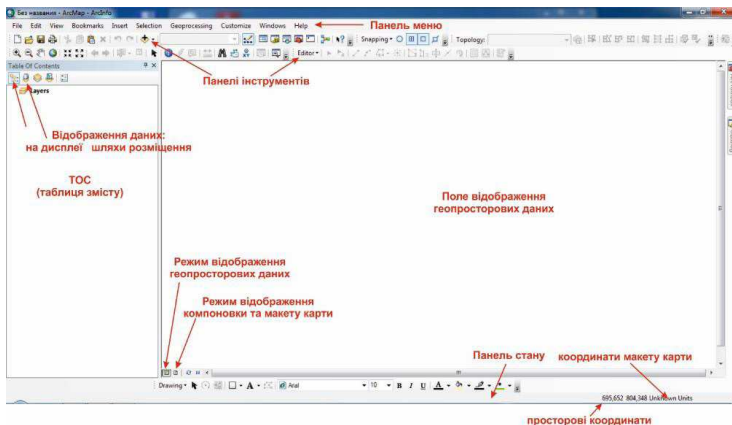 Без названия - ArcMap - ArcInfo
File Edit View Bookmarks Insert Selection Geoprocessing Customize Windows Help
Панель меню
Snapping
Topology:
Editor
Table Of Contents
Панелі інструментів
Layers
Відображення даних:
на дисплеї шляхи розміщення
ТОС
(таблиця змісту)
Поле відображення
геопросторових даних
Режим відображення
геопросторових даних
Режим відображення
компоновки та макету карти
Панель стану
координати макету карти
Drawing
A
Arial
10
B I U A
695,652 804,348 Unknown Units
просторові координати